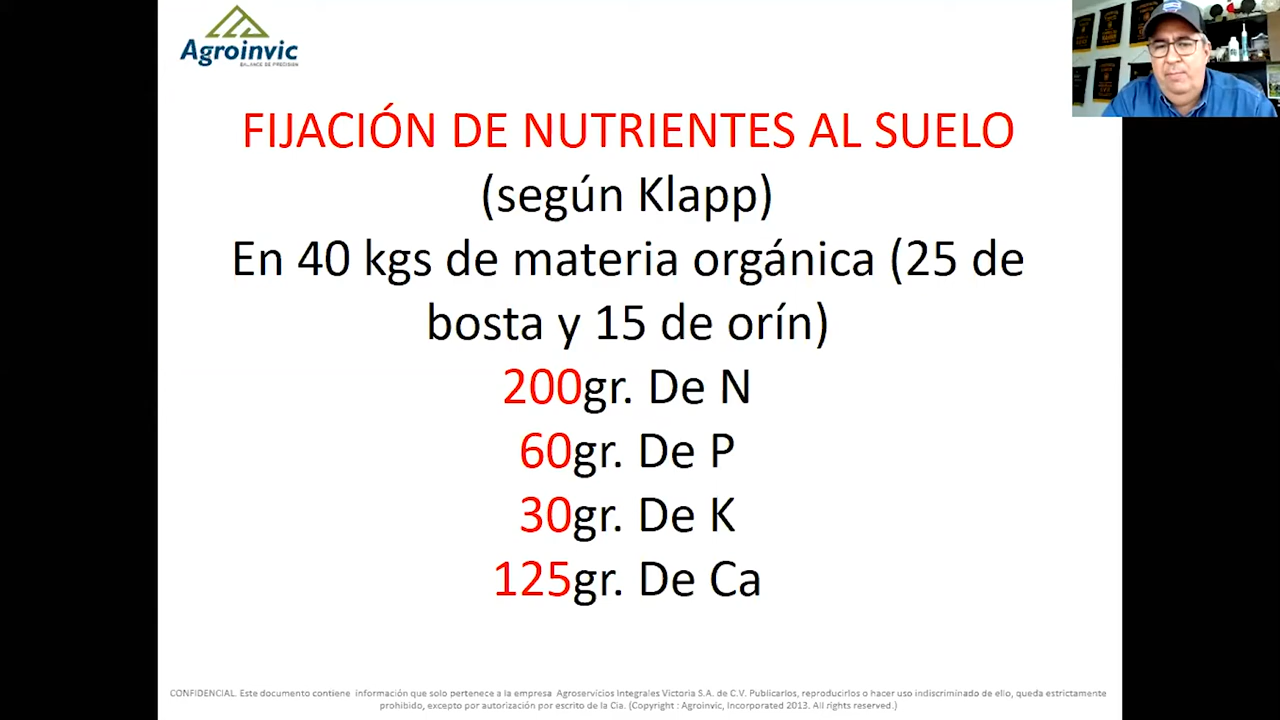 Agroinvic
BALANCE DE PRECISIÓN
FIJACIÓN DE NUTRIENTES AL SUELO
(según Klapp)
En 40 kgs de materia orgánica (25 de
bosta y 15 de orín)
200gr. De N
60gr. De P
30gr. De K
125gr. De Ca
CONFIDENCIAL. Este documento contiene información que solo pertenece a la empresa Agroservicios Integrales Victoria S.A. de C.V. Publicarlos, reproducirlos o hacer uso indiscriminado de ello, queda estrictamente
prohibido, excepto por autorización por escrito de la Cia. (Copyright : Agroinvic, Incorporated 2013. All rights reserved.)